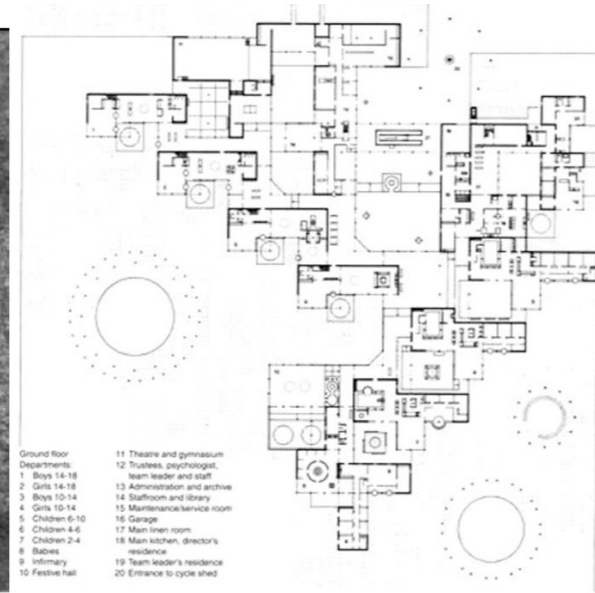 Ground floor
Departments:
1 Boys 14-18
2 Girls 14-18
3 Boys 10-14
4 Girls 10-14
5 Children 6-10
6 Children 4-6
7 Children 2-4
8 Babies
9 Infirmary
10 Festive hall
11 Theatre and gymnasium
12 Trustees, psychologist,
team leader and staff
13 Administration and archive
14 Staffroom and library
15 Maintenance/service room
16 Garage
17 Main linen room
18 Main kitchen, director's
residence
19 Team leader's residence
20 Entrance to cycle shed